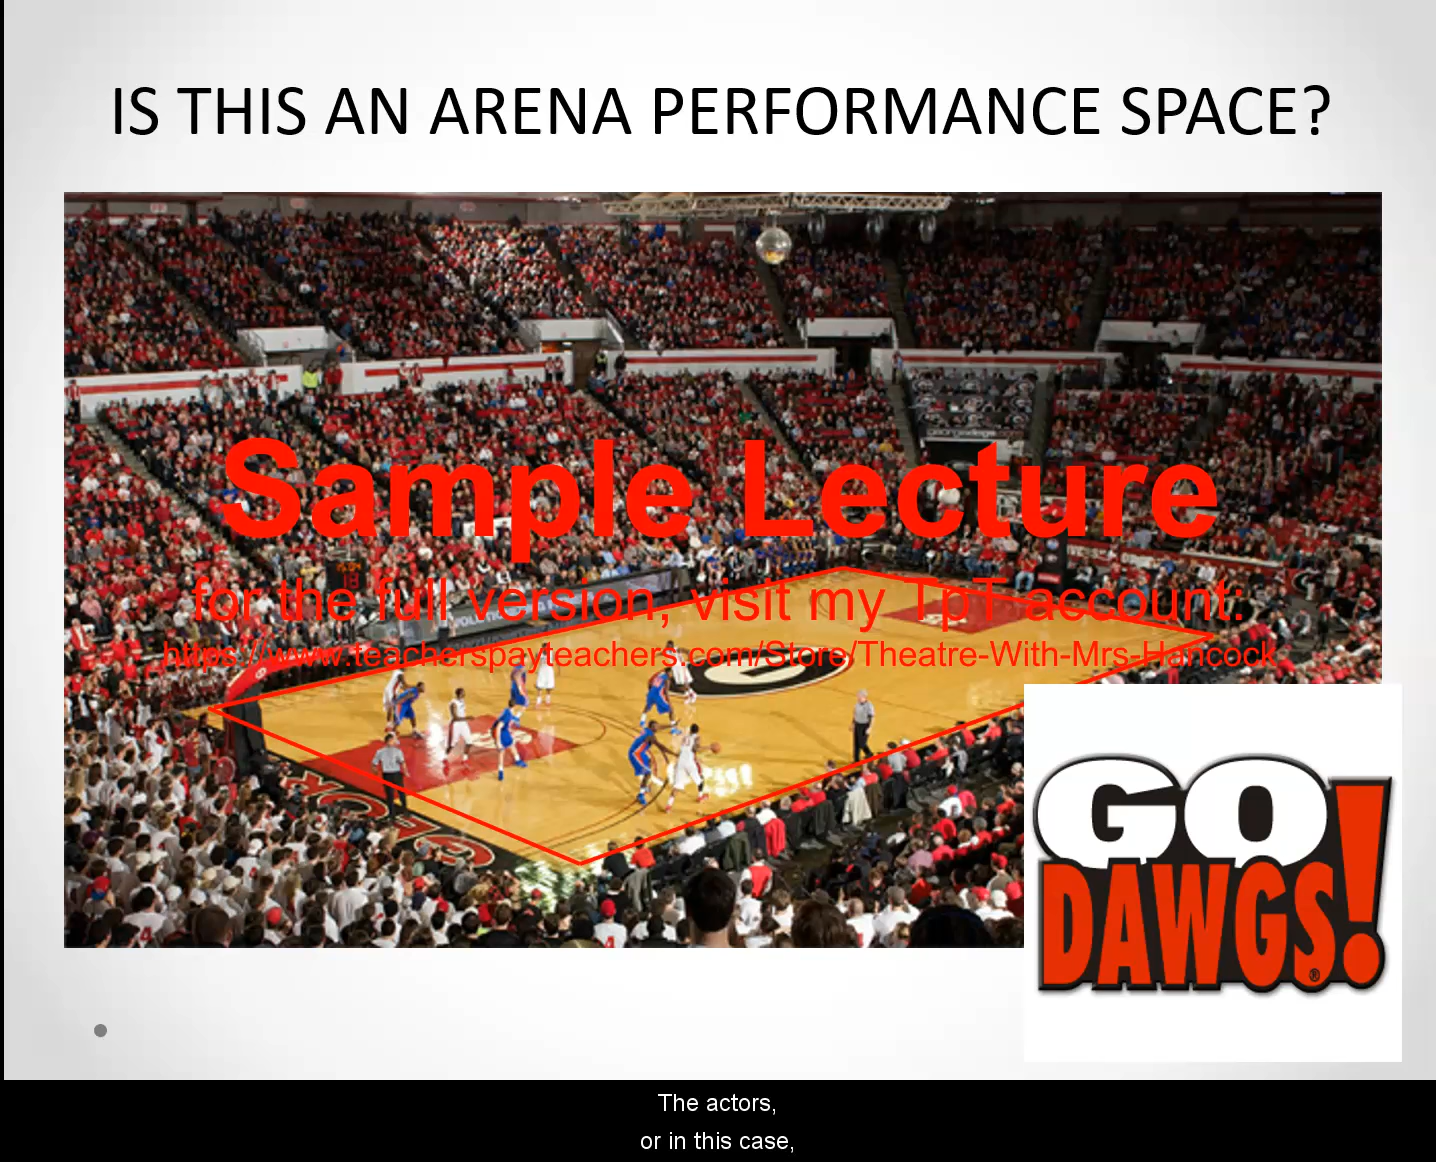 IS THIS AN ARENA PERFORMANCE SPACE?
Sample Lecture
for the full version, visit my TpT account:
https://www.teacherspayteachers.com/Store/Theatre-With-Mrs-Hancock
18
G
GO
DAWGS!
®
The actors,
or in this case,